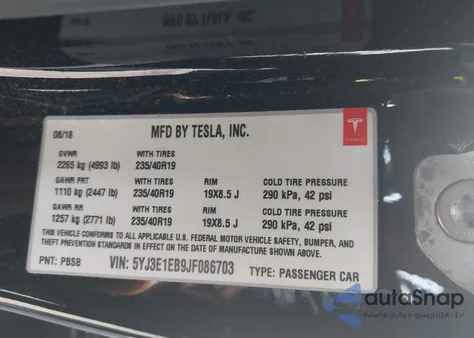 MFD BY TESLA, INC.
08/18 MFD BY TESLA, INC.
GVWR WITH TIRES
2265 kg (4993 lb) 235/40R19
GAWR FRT WITH TIRES RIM COLD TIRE PRESSURE
1110 kg (2447 lb) 235/40R19 19X8.5 J 290 kPa, 42 psi
GAWR RR WITH TIRES RIM COLD TIRE PRESSURE
1257 kg (2771 lb) 235/40R19 19X8.5 J 290 kPa, 42 psi
THIS VEHICLE CONFORMS TO ALL APPLICABLE U.S. FEDERAL MOTOR VEHICLE SAFETY, BUMPER, AND
THEFT PREVENTION STANDARDS IN EFFECT ON THE DATE OF MANUFACTURE SHOWN ABOVE.
PNT: PBSB VIN: 5YJ3E1EB9JF086703 TYPE: PASSENGER CAR
TESLA
autoSnap